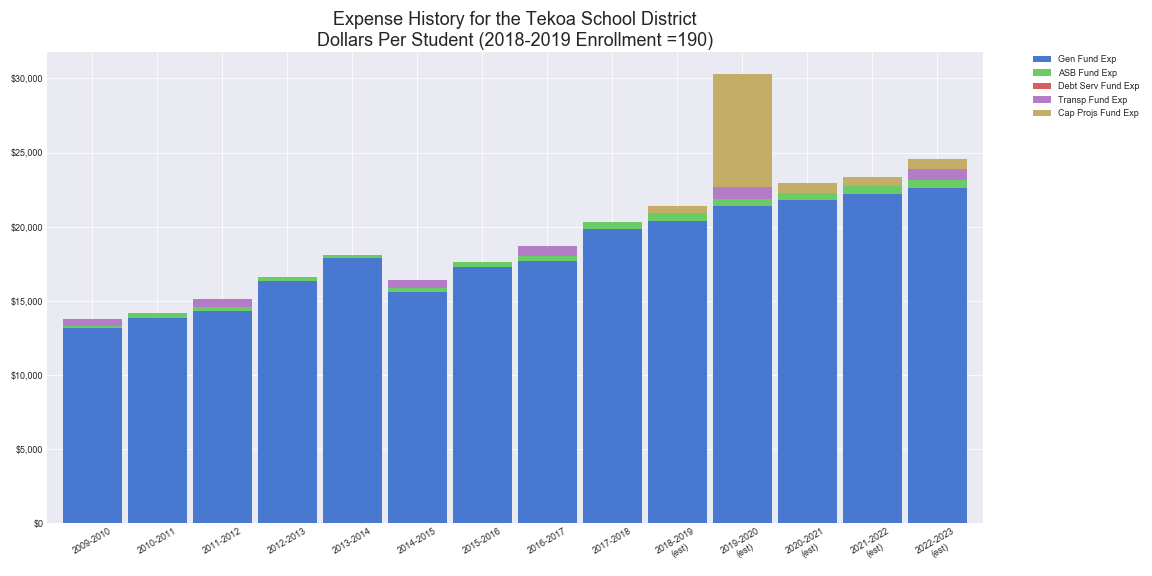 Expense History for the Tekoa School District
Dollars Per Student (2018-2019 Enrollment =190)
Gen Fund Exp
ASB Fund Exp
Debt Serv Fund Exp
Transp Fund Exp
Cap Projs Fund Exp
$30,000
$25,000
$20,000
$15,000
$10,000
$5,000
$0
2009-2010
2010-2011
2011-2012
2012-2013
2013-2014
2014-2015
2015-2016
2016-2017
2017-2018
2018-2019
(est)
2019-2020
(est)
2020-2021
(est)
2021-2022
(est)
2022-2023
(est)